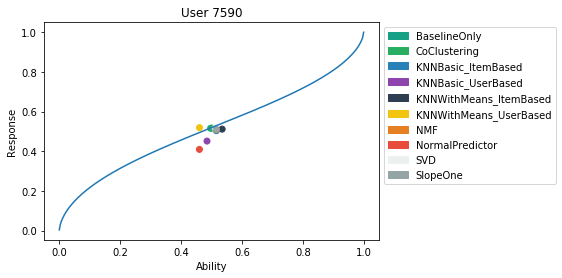 User 7590
1.0
0.8
0.6
0.4
0.2
0.0
Response
0.0 0.2 0.4 0.6 0.8 1.0
Ability
BaselineOnly
CoClustering
KNNBasic_ItemBased
KNNBasic_UserBased
KNNWithMeans_ItemBased
KNNWithMeans_UserBased
NMF
NormalPredictor
SVD
SlopeOne